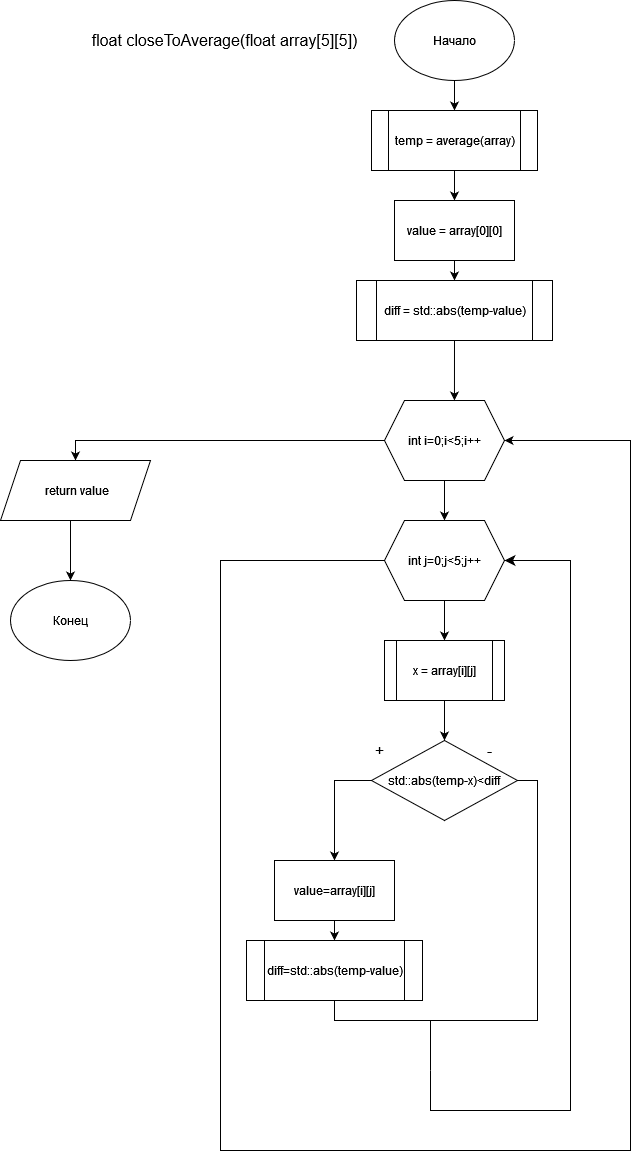 float closeToAverage(float array[5][5])
Начало
temp = average(array)
value = array[0][0]
diff = std::abs(temp-value)
int i=0;i<5;i++
return value
int j=0;j<5;j++
Конец
x = array[i][j]
+
-
std::abs(temp-x)<diff
value=array[i][j]
diff=std::abs(temp-value)